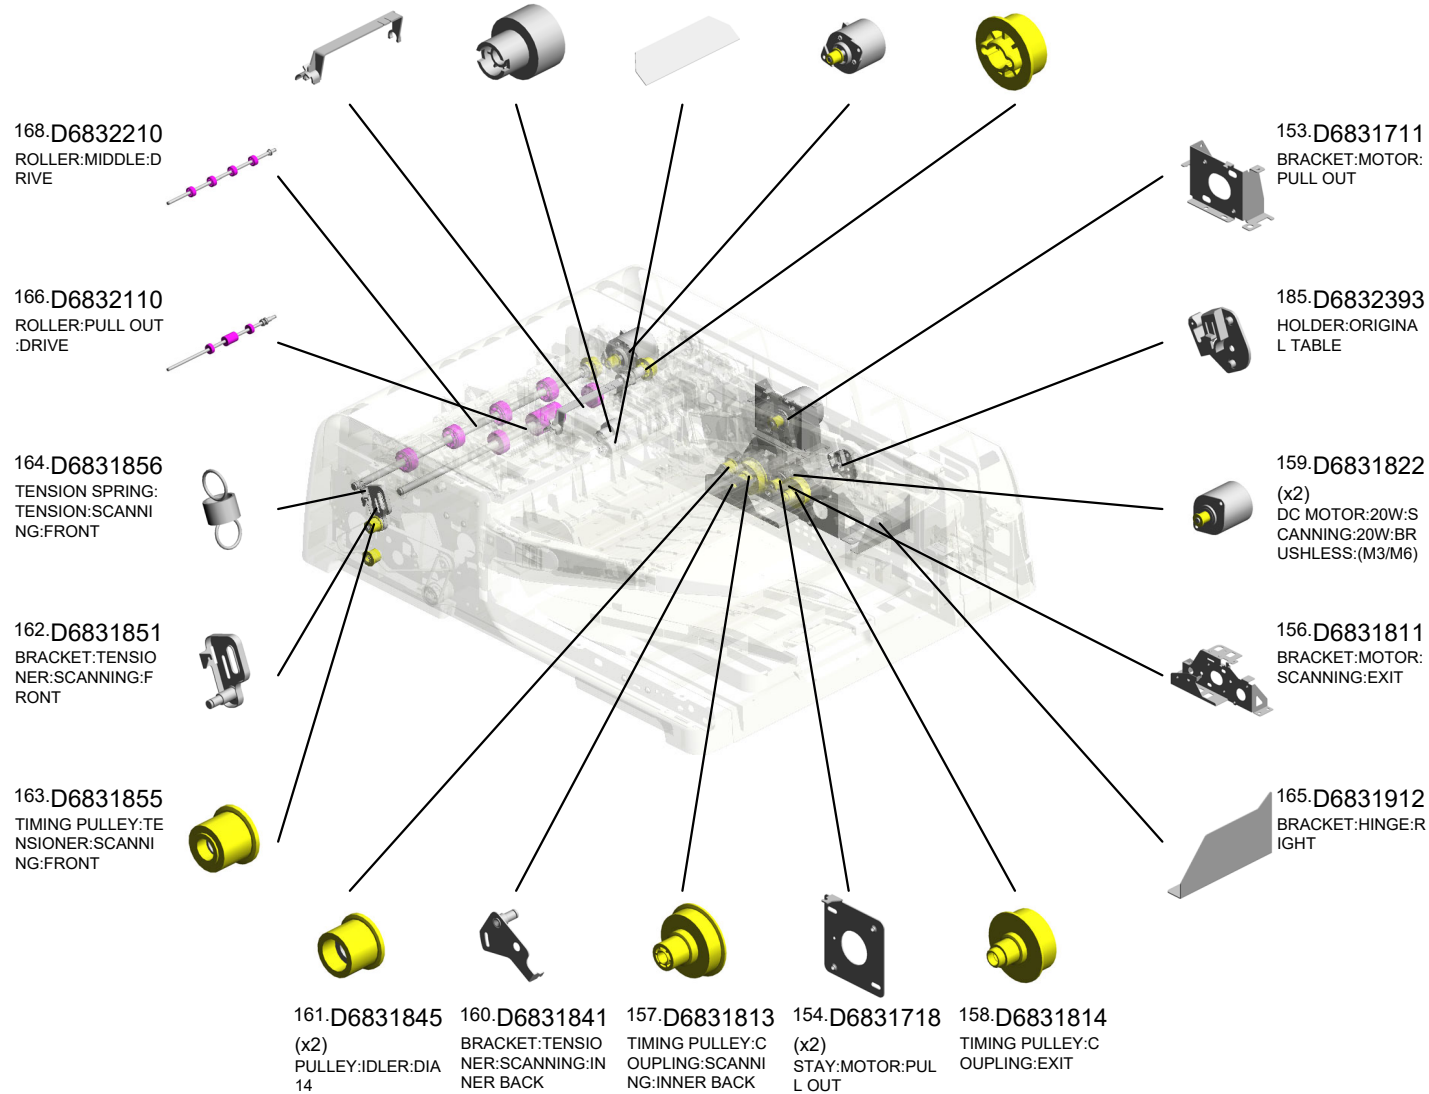 168.D6832210
ROLLER:MIDDLE:D
RIVE
166.D6832110
ROLLER:PULL OUT
:DRIVE
164.D6831856
TENSION SPRING:
TENSION:SCANNI
NG:FRONT
162.D6831851
BRACKET:TENSIO
NER:SCANNING:F
RONT
163.D6831855
TIMING PULLEY:TE
NSIONER:SCANNI
NG:FRONT
153.D6831711
BRACKET:MOTOR:
PULL OUT
185.D6832393
HOLDER:ORIGINA
L TABLE
159.D6831822
(x2)
DC MOTOR:20W:S
CANNING:20W:BR
USHLESS:(M3/M6)
156.D6831811
BRACKET:MOTOR:
SCANNING:EXIT
165.D6831912
BRACKET:HINGE:R
IGHT
161.D6831845
(x2)
PULLEY:IDLER:DIA
14
160.D6831841
BRACKET:TENSIO
NER:SCANNING:IN
NER BACK
157.D6831813
TIMING PULLEY:C
OUPLING:SCANNI
NG:INNER BACK
154.D6831718
(x2)
STAY:MOTOR:PUL
L OUT
158.D6831814
TIMING PULLEY:C
OUPLING:EXIT